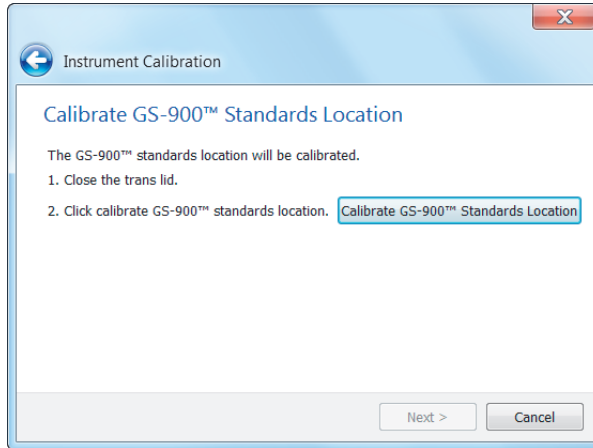 Instrument Calibration
Calibrate GS-900™ Standards Location
The GS-900™ standards location will be calibrated.
1. Close the trans lid.
2. Click calibrate GS-900™ standards location. Calibrate GS-900™ Standards Location
Next > Cancel